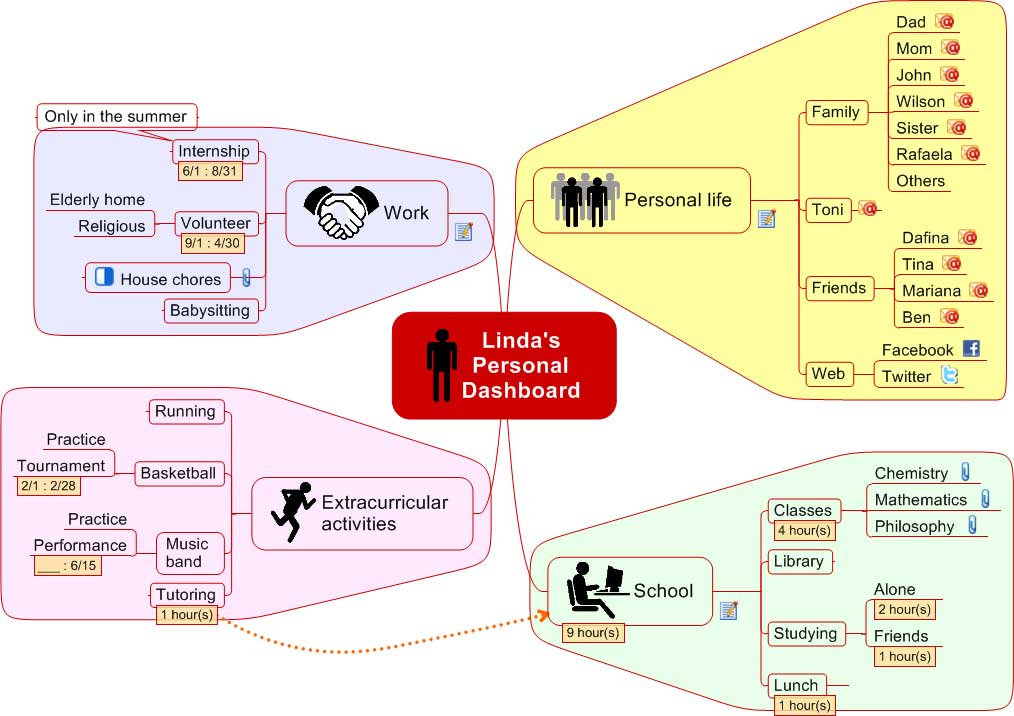 Linda's
Personal
Dashboard
Work
Only in the summer
Internship
6/1 : 8/31
Elderly home
Religious
Volunteer
9/1 : 4/30
House chores
Babysitting
Personal life
Family
Dad
Mom
John
Wilson
Sister
Rafaela
Others
Toni
Friends
Dafina
Tina
Mariana
Ben
Web
Facebook
Twitter
Extracurricular
activities
Running
Basketball
Practice
Tournament
2/1 : 2/28
Music
band
Practice
Performance
___ : 6/15
Tutoring
1 hour(s)
School
9 hour(s)
Classes
4 hour(s)
Chemistry
Mathematics
Philosophy
Library
Studying
Alone
2 hour(s)
Friends
1 hour(s)
Lunch
1 hour(s)